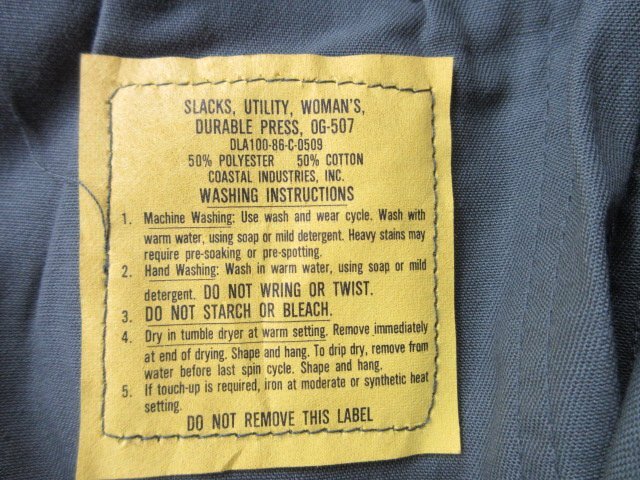 SLACKS, UTILITY, WOMAN'S,
DURABLE PRESS, OG-507
DLA100-86-C-0509
50% POLYESTER 50% COTTON
COASTAL INDUSTRIES, INC.
WASHING INSTRUCTIONS
1. Machine Washing: Use wash and wear cycle. Wash with
warm water, using soap or mild detergent. Heavy stains may
require pre-soaking or pre-spotting.
2. Hand Washing: Wash in warm water, using soap or mild
detergent. DO NOT WRING OR TWIST.
3. DO NOT STARCH OR BLEACH.
4. Dry in tumble dryer at warm setting. Remove immediately
at end of drying. Shape and hang. To drip dry, remove from
water before last spin cycle. Shape and hang.
5. If touch-up is required, iron at moderate or synthetic heat
setting.
DO NOT REMOVE THIS LABEL